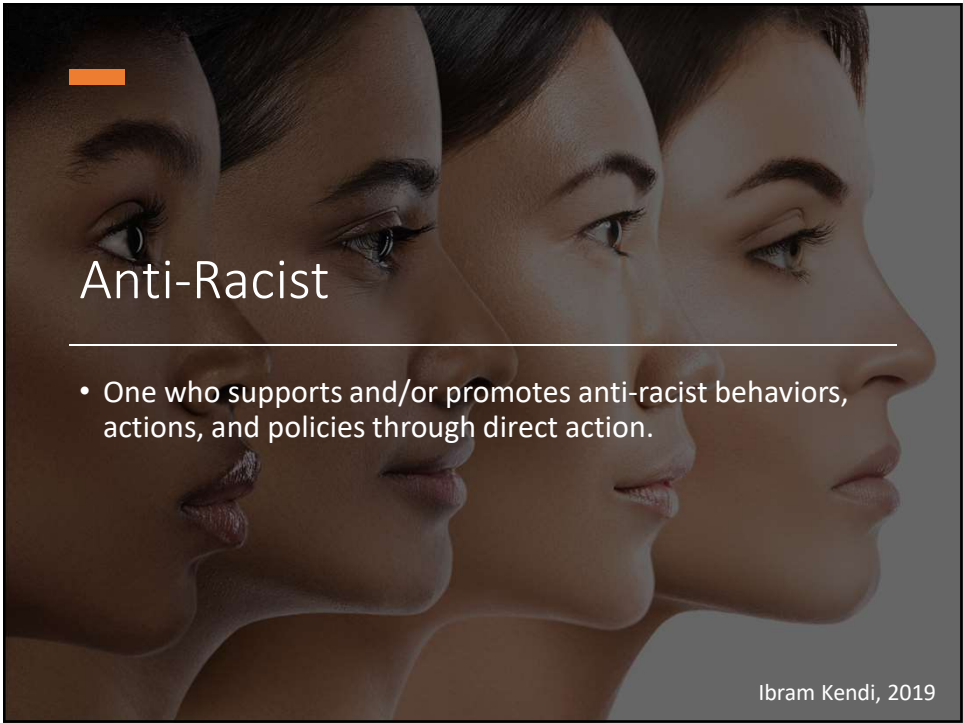 Anti-Racist
• One who supports and/or promotes anti-racist behaviors,
actions, and policies through direct action.
Ibram Kendi, 2019